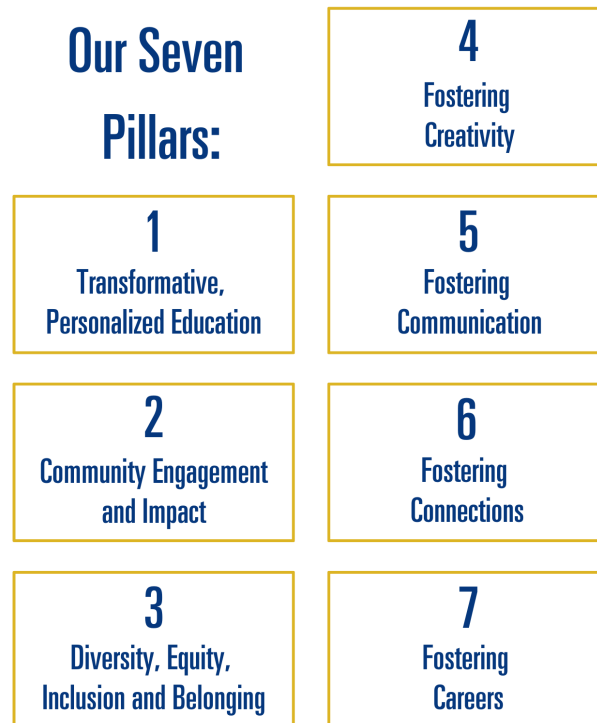 Our Seven
Pillars:
1
Transformative,
Personalized Education
2
Community Engagement
and Impact
3
Diversity, Equity,
Inclusion and Belonging
4
Fostering
Creativity
5
Fostering
Communication
6
Fostering
Connections
7
Fostering
Careers